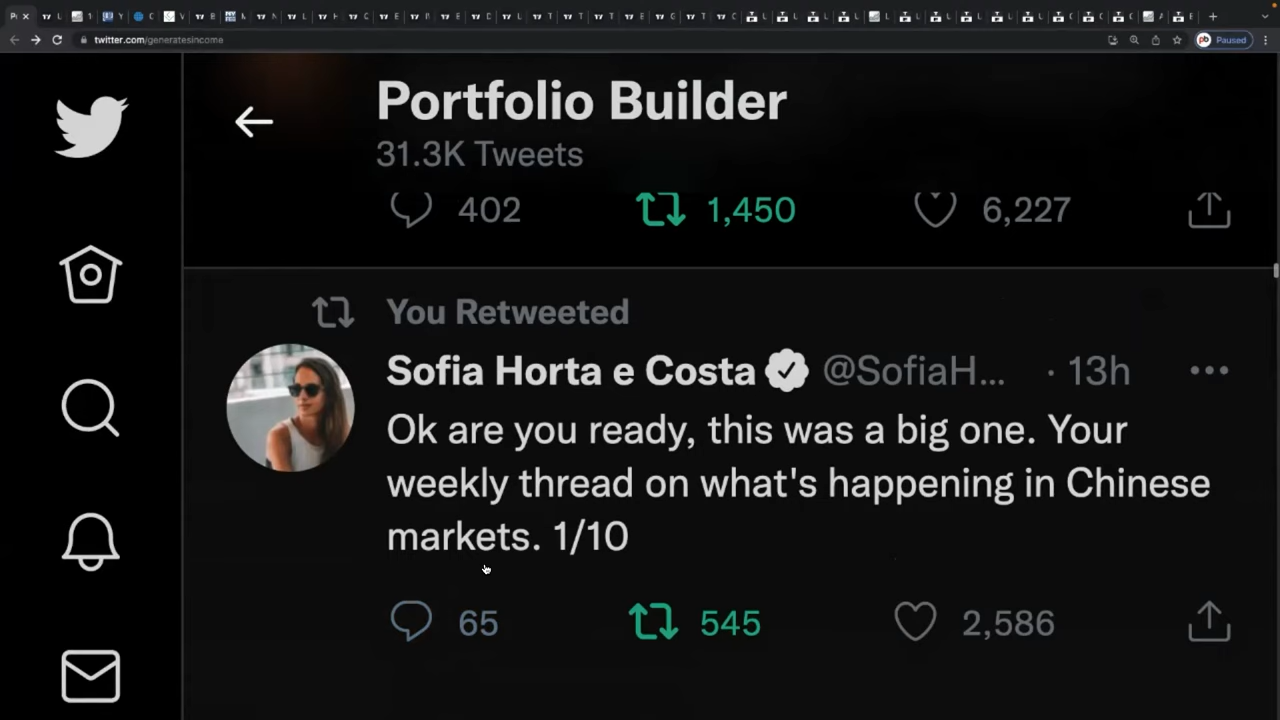 twitter.com/generatesincome
pb Paused
Portfolio Builder
31.3K Tweets
402 1,450 6,227
You Retweeted
Sofia Horta e Costa @SofiaH... · 13h
Ok are you ready, this was a big one. Your
weekly thread on what's happening in Chinese
markets. 1/10
65 545 2,586